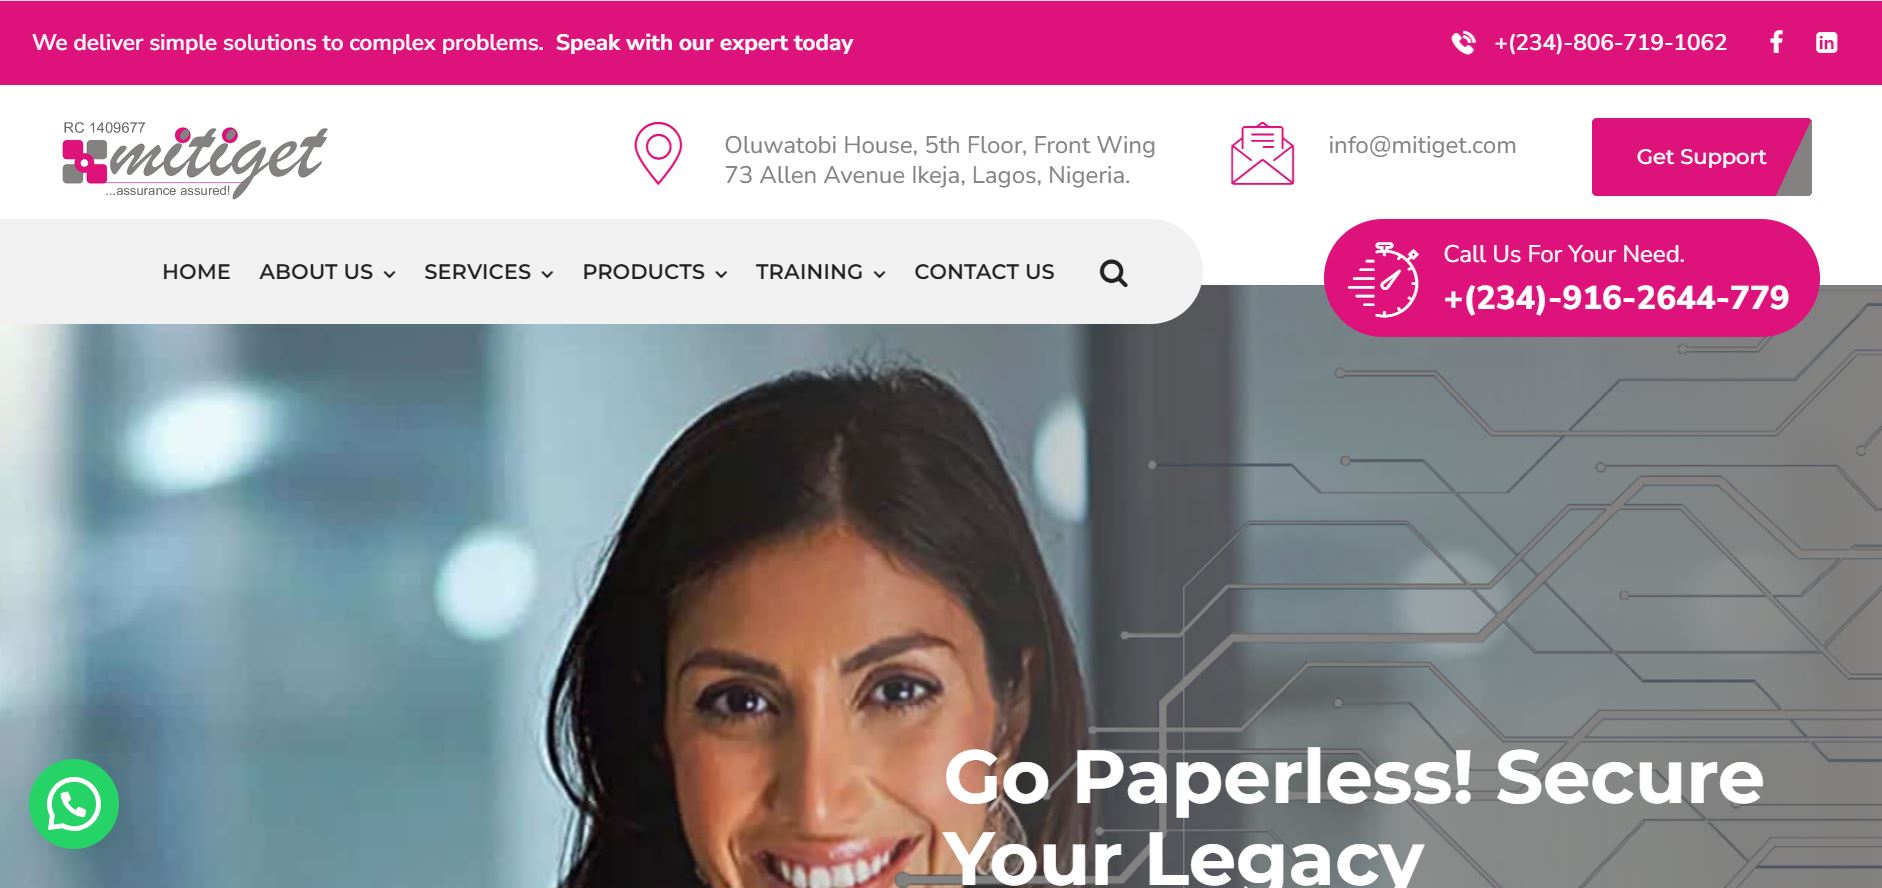 We deliver simple solutions to complex problems. Speak with our expert today
+(234)-806-719-1062
RC 1409677
mitiget
...assurance assured!
Oluwatobi House, 5th Floor, Front Wing
73 Allen Avenue Ikeja, Lagos, Nigeria.
info@mitiget.com
Get Support
HOME ABOUT US SERVICES PRODUCTS TRAINING CONTACT US
Call Us For Your Need.
+(234)-916-2644-779
Go Paperless! Secure
Your Legacy